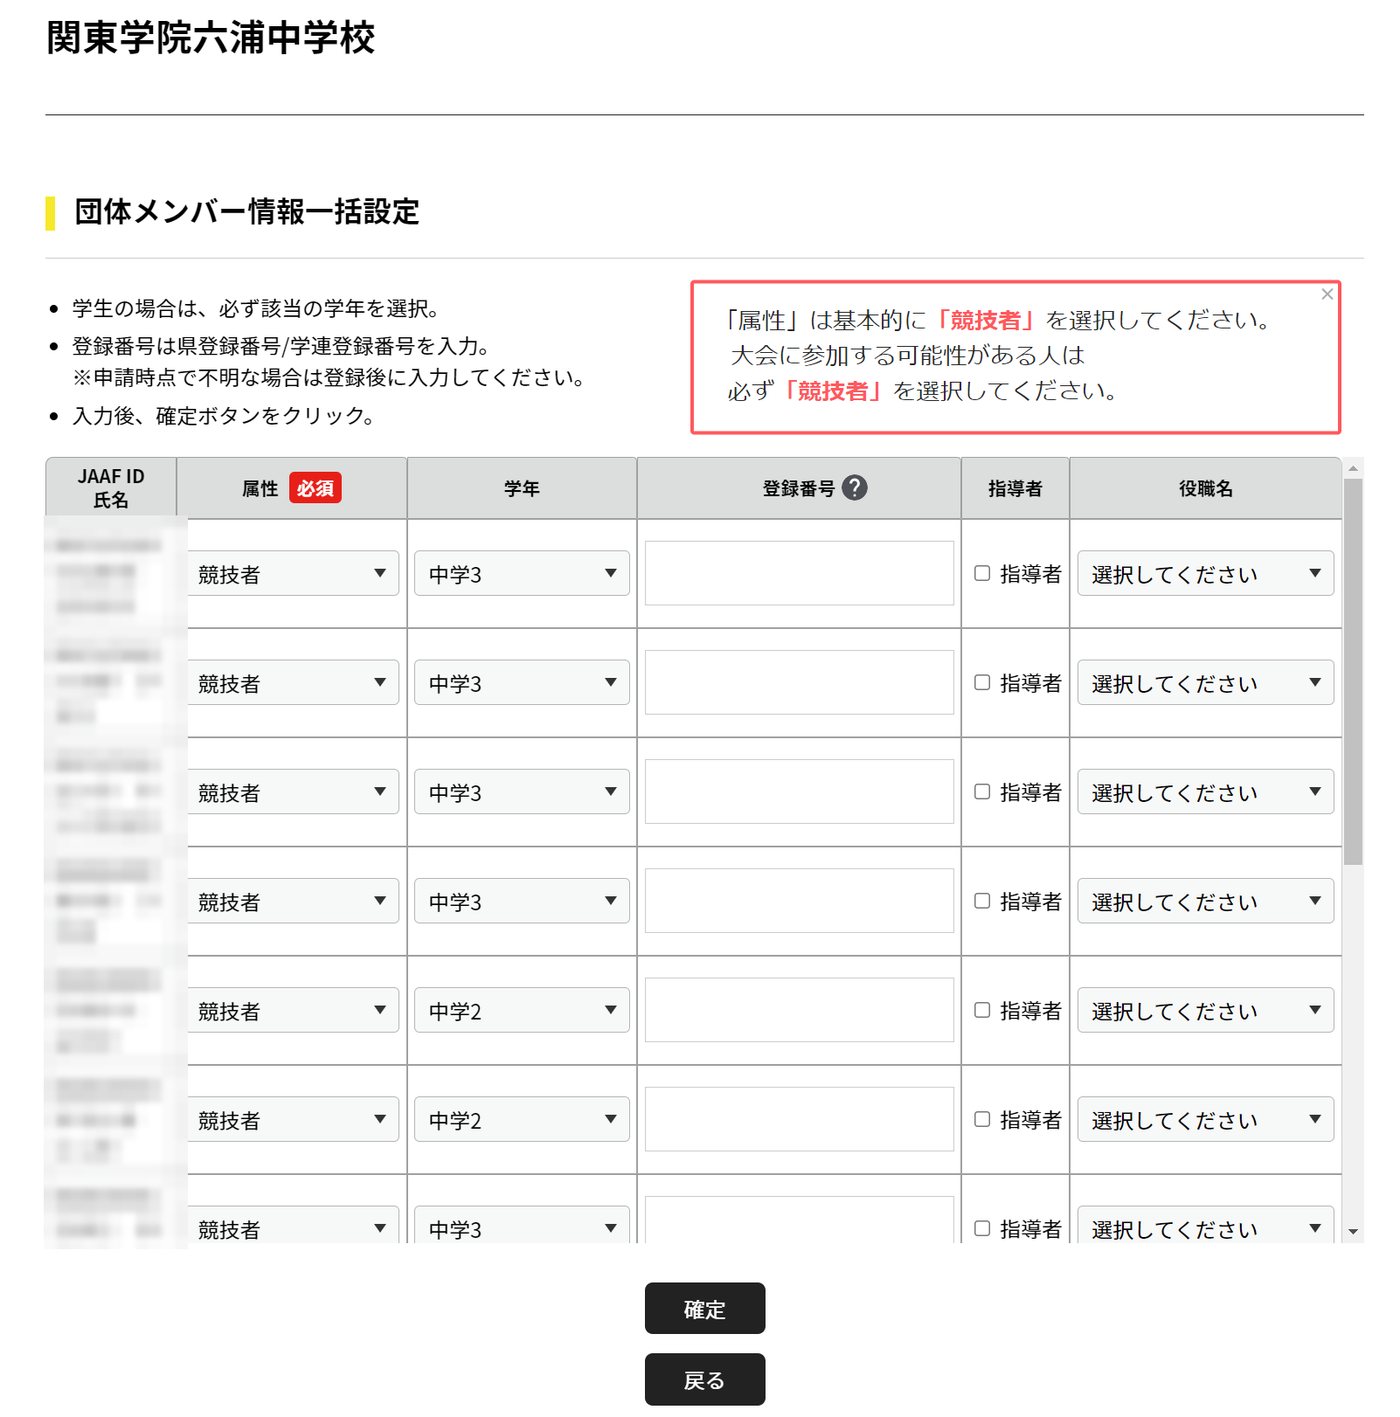 関東学院六浦中学校
団体メンバー情報一括設定
• 学生の場合は、必ず該当の学年を選択。
• 登録番号は県登録番号/学連登録番号を入力。
※申請時点で不明な場合は登録後に入力してください。
• 入力後、確定ボタンをクリック。
×
「属性」は基本的に「競技者」を選択してください。
大会に参加する可能性がある人は
必ず「競技者」を選択してください。
JAAF ID
氏名
属性 必須 学年 登録番号 ? 指導者 役職名
競技者 中学3 指導者 選択してください
競技者 中学3 指導者 選択してください
競技者 中学3 指導者 選択してください
競技者 中学3 指導者 選択してください
競技者 中学2 指導者 選択してください
競技者 中学2 指導者 選択してください
競技者 中学3 指導者 選択してください
確定
戻る